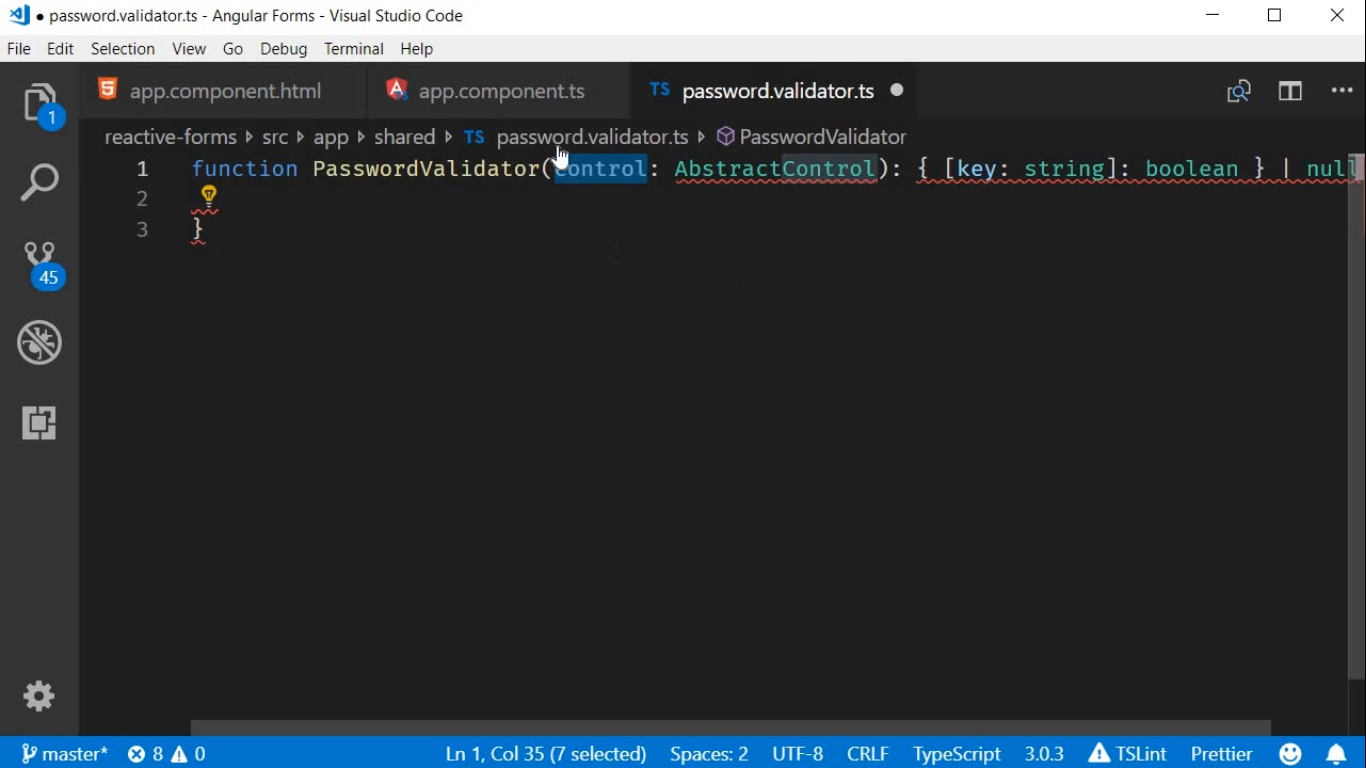 ● password.validator.ts - Angular Forms - Visual Studio Code
File Edit Selection View Go Debug Terminal Help
app.component.html app.component.ts TS password.validator.ts ●
1
reactive-forms src app shared TS password.validator.ts PasswordValidator
1 function PasswordValidator(control: AbstractControl): { [key: string]: boolean } | null
2
3 }
45
master* 8 0 Ln 1, Col 35 (7 selected) Spaces: 2 UTF-8 CRLF TypeScript 3.0.3 TSLint Prettier